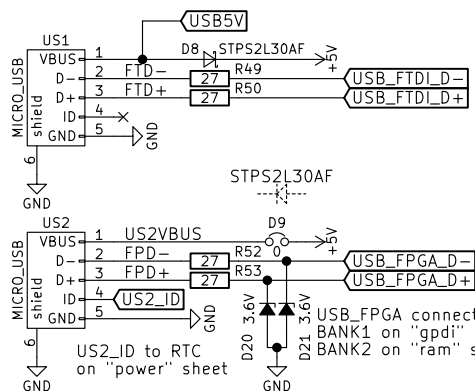 USB5V
US1
D8 STPS2L30AF
MICRO_USB
shield
VBUS 1
+5V
D- 2 FTD- 27 R49 USB_FTDI_D-
D+ 3 FTD+ 27 R50 USB_FTDI_D+
ID 4
GND 5
GND
6
GND
STPS2L30AF
US2
D9
MICRO_USB
shield
VBUS 1 US2VBUS 0 +5V
D- 2 FPD- 27 R52 USB_FPGA_D-
D+ 3 FPD+ 27 R53 USB_FPGA_D+
ID 4 US2_ID
GND 5
GND
6
GND
D20 3.6V
D21 3.6V
GND
USB_FPGA connect
BANK1 on "gpdi"
BANK2 on "ram" s
US2_ID to RTC
on "power" sheet